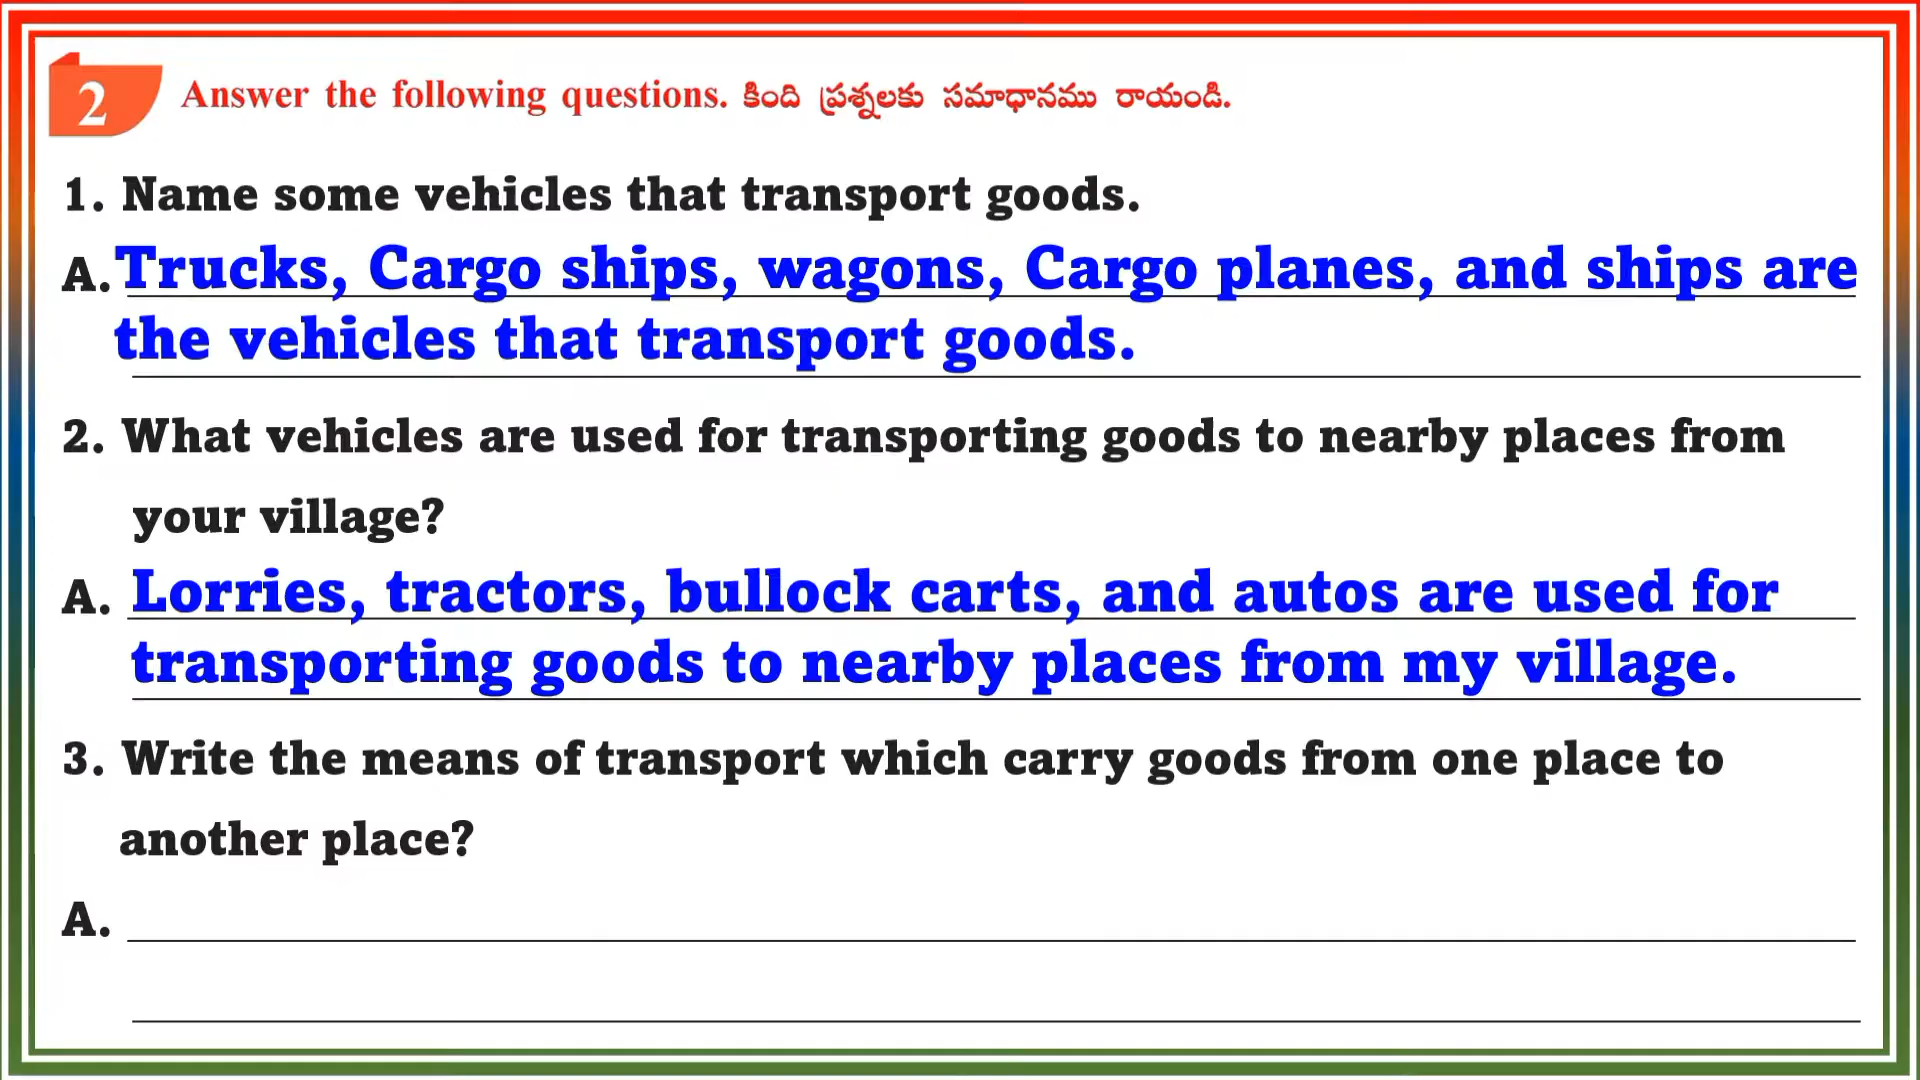 2 Answer the following questions. కింది ప్రశ్నలకు సమాధానము రాయండి.
1. Name some vehicles that transport goods.
A. Trucks, Cargo ships, wagons, Cargo planes, and ships are
the vehicles that transport goods.
2. What vehicles are used for transporting goods to nearby places from
your village?
A. Lorries, tractors, bullock carts, and autos are used for
transporting goods to nearby places from my village.
3. Write the means of transport which carry goods from one place to
another place?
A.